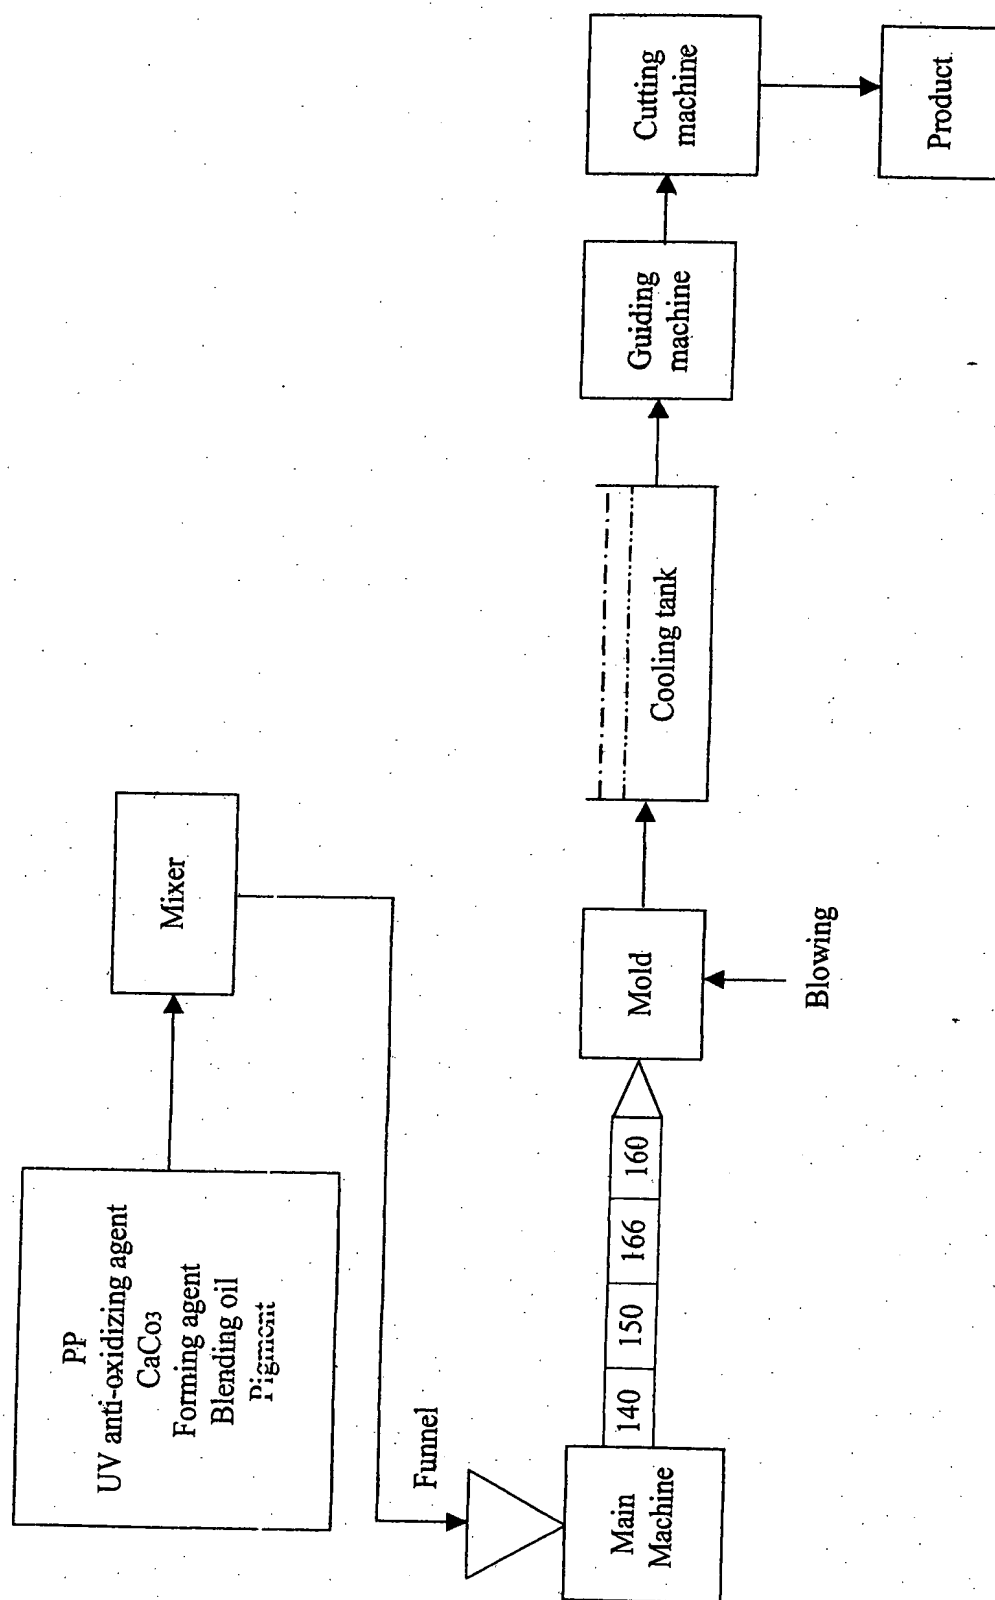 PP
UV anti-oxidizing agent
CaCo3
Forming agent
Blending oil
Pigment
Mixer
Funnel
Main
Machine
140
150
166
160
Mold
Blowing
Cooling tank
Guiding
machine
Cutting
machine
Product